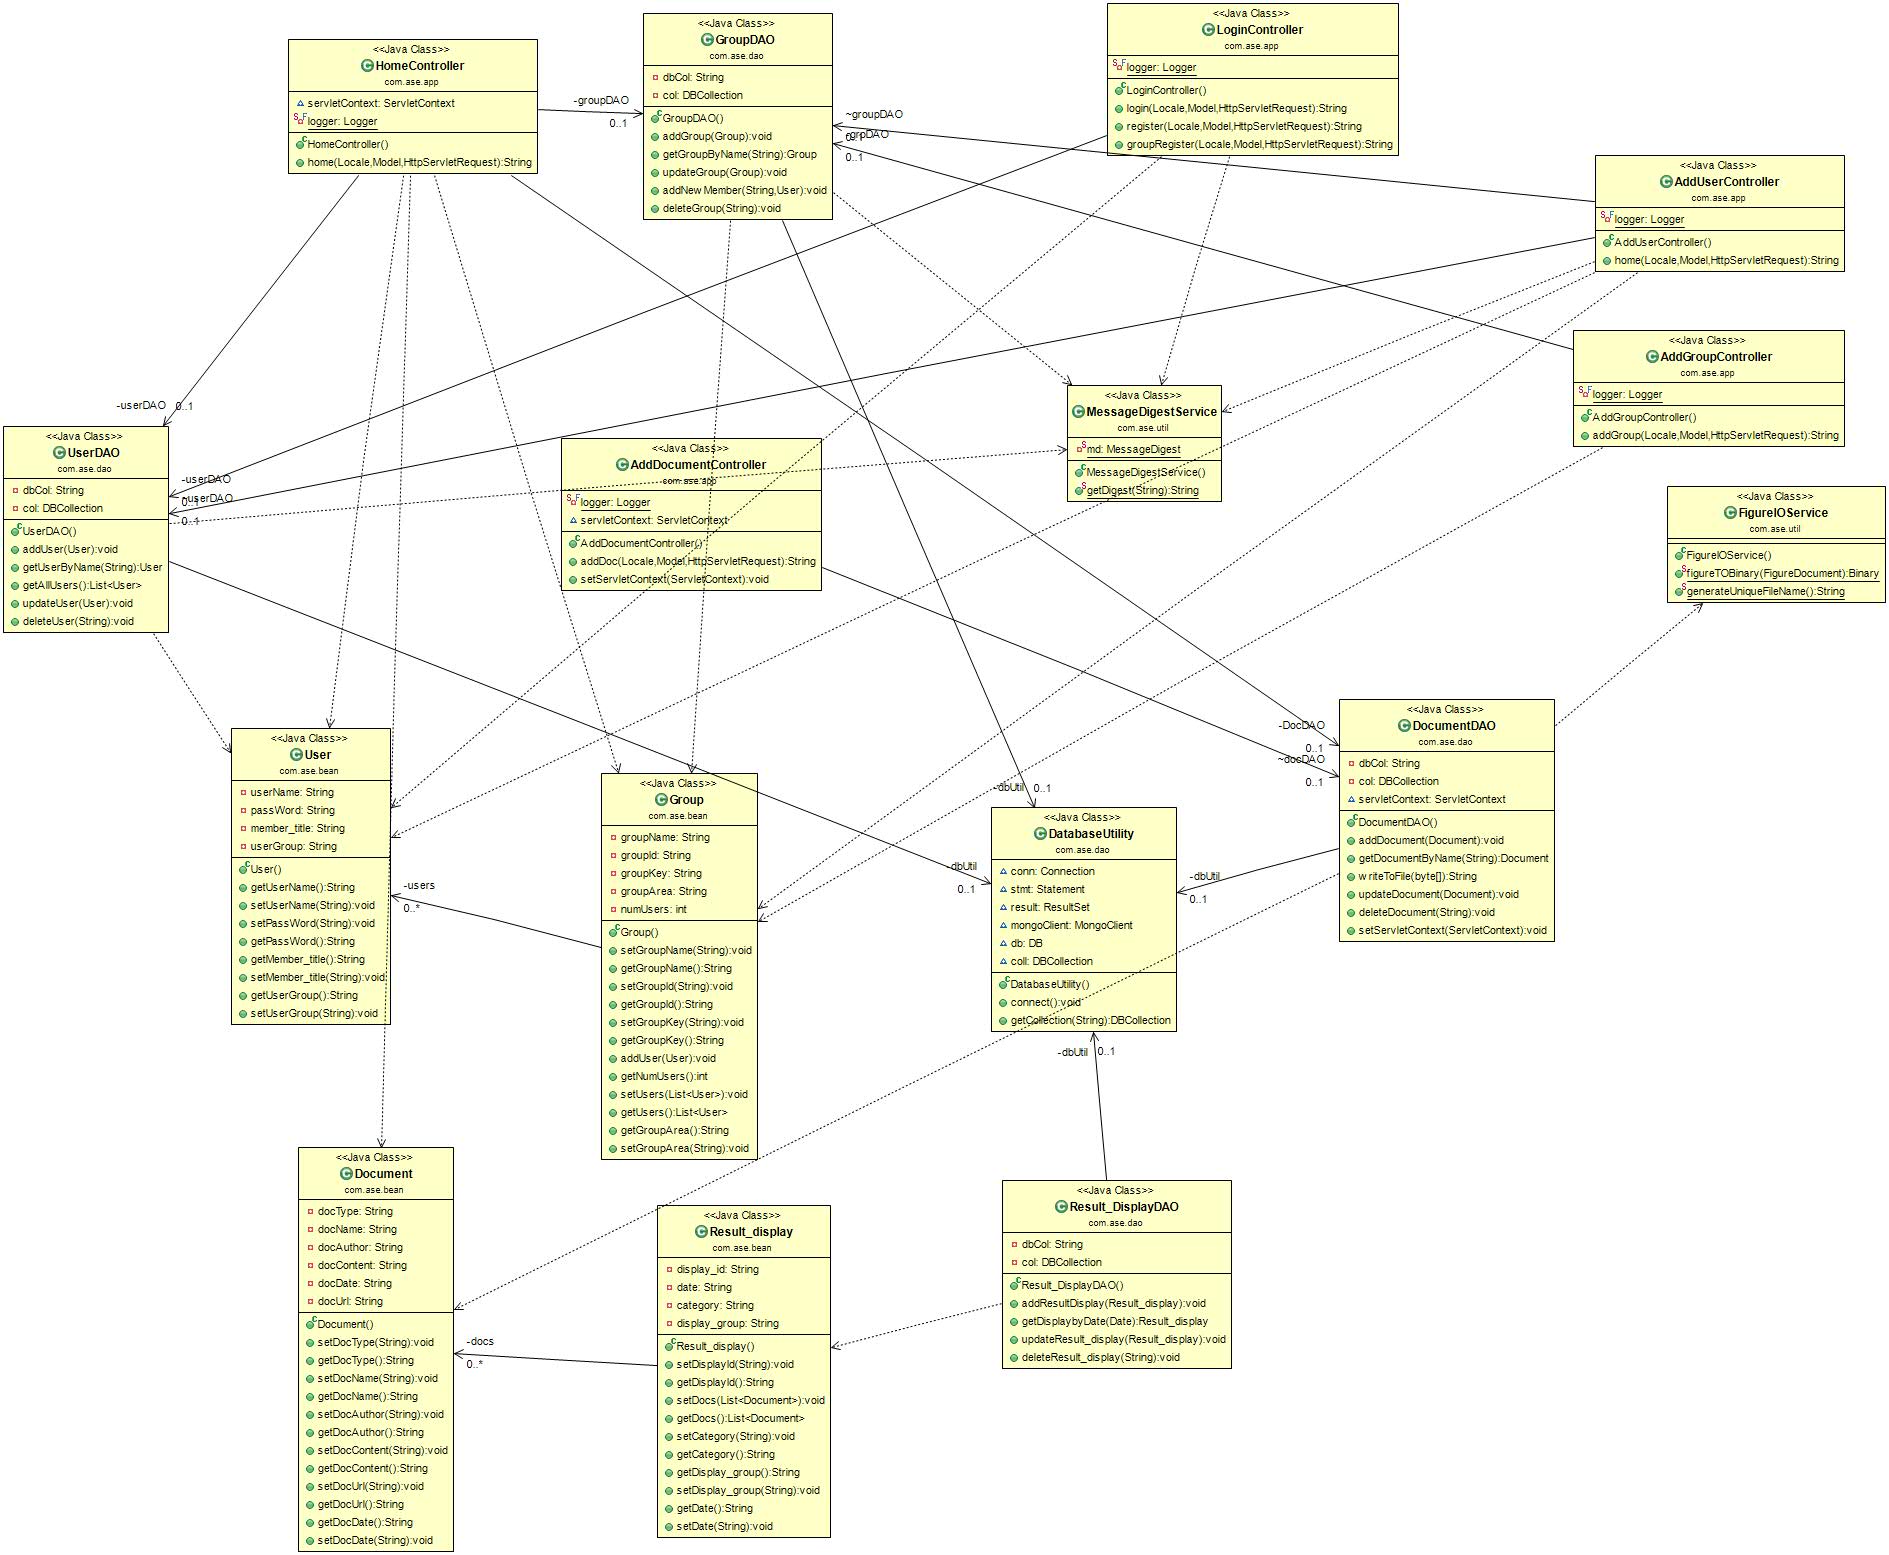 <<Java Class>>
HomeController
com.ase.app
servletContext: ServletContext
logger: Logger
HomeController()
home(Locale,Model,HttpServletRequest):String
<<Java Class>>
GroupDAO
com.ase.dao
dbCol: String
col: DBCollection
GroupDAO()
addGroup(Group):void
getGroupByName(String):Group
updateGroup(Group):void
addNewMember(String,User):void
deleteGroup(String):void
<<Java Class>>
LoginController
com.ase.app
logger: Logger
LoginController()
login(Locale,Model,HttpServletRequest):String
register(Locale,Model,HttpServletRequest):String
groupRegister(Locale,Model,HttpServletRequest):String
-groupDAO
0..1
~groupDAO
0..1
-grpDAO
0..1
<<Java Class>>
AddUserController
com.ase.app
logger: Logger
AddUserController()
home(Locale,Model,HttpServletRequest):String
<<Java Class>>
AddGroupController
com.ase.app
logger: Logger
AddGroupController()
addGroup(Locale,Model,HttpServletRequest):String
<<Java Class>>
MessageDigestService
com.ase.util
md: MessageDigest
MessageDigestService()
getDigest(String):String
-userDAO
0..1
<<Java Class>>
UserDAO
com.ase.dao
dbCol: String
col: DBCollection
UserDAO()
addUser(User):void
getUserByName(String):User
getAllUsers():List<User>
updateUser(User):void
deleteUser(String):void
-userDAO
0..1
-userDAO
0..1
<<Java Class>>
AddDocumentController
com.ase.app
logger: Logger
servletContext: ServletContext
AddDocumentController()
addDoc(Locale,Model,HttpServletRequest):String
setServletContext(ServletContext):void
<<Java Class>>
FigureIOService
com.ase.util
FigureIOService()
figureTOBinary(FigureDocument):Binary
generateUniqueFileName():String
<<Java Class>>
User
com.ase.bean
userName: String
passWord: String
member_title: String
userGroup: String
User()
getUserName():String
setUserName(String):void
setPassWord(String):void
getPassWord():String
getMember_title():String
setMember_title(String):void
getUserGroup():String
setUserGroup(String):void
-users
0..*
<<Java Class>>
Group
com.ase.bean
groupName: String
groupId: String
groupKey: String
groupArea: String
numUsers: int
Group()
setGroupName(String):void
getGroupName():String
setGroupId(String):void
getGroupId():String
setGroupKey(String):void
getGroupKey():String
addUser(User):void
getNumUsers():int
setUsers(List<User>):void
getUsers():List<User>
getGroupArea():String
setGroupArea(String):void
-dbUtil
0..1
-dbUtil
0..1
<<Java Class>>
DatabaseUtility
com.ase.dao
conn: Connection
stmt: Statement
result: ResultSet
mongoClient: MongoClient
db: DB
coll: DBCollection
DatabaseUtility()
connect():void
getCollection(String):DBCollection
-dbUtil
0..1
-dbUtil
0..1
-DocDAO
0..1
~docDAO
0..1
<<Java Class>>
DocumentDAO
com.ase.dao
dbCol: String
col: DBCollection
servletContext: ServletContext
DocumentDAO()
addDocument(Document):void
getDocumentByName(String):Document
writeToFile(byte[]):String
updateDocument(Document):void
deleteDocument(String):void
setServletContext(ServletContext):void
<<Java Class>>
Document
com.ase.bean
docType: String
docName: String
docAuthor: String
docContent: String
docDate: String
docUrl: String
Document()
setDocType(String):void
getDocType():String
setDocName(String):void
getDocName():String
setDocAuthor(String):void
getDocAuthor():String
setDocContent(String):void
getDocContent():String
setDocUrl(String):void
getDocUrl():String
getDocDate():String
setDocDate(String):void
-docs
0..*
<<Java Class>>
Result_display
com.ase.bean
display_id: String
date: String
category: String
display_group: String
Result_display()
setDisplayId(String):void
getDisplayId():String
setDocs(List<Document>):void
getDocs():List<Document>
setCategory(String):void
getCategory():String
getDisplay_group():String
setDisplay_group(String):void
getDate():String
setDate(String):void
<<Java Class>>
Result_DisplayDAO
com.ase.dao
dbCol: String
col: DBCollection
Result_DisplayDAO()
addResultDisplay(Result_display):void
getDisplaybyDate(Date):Result_display
updateResult_display(Result_display):void
deleteResult_display(String):void